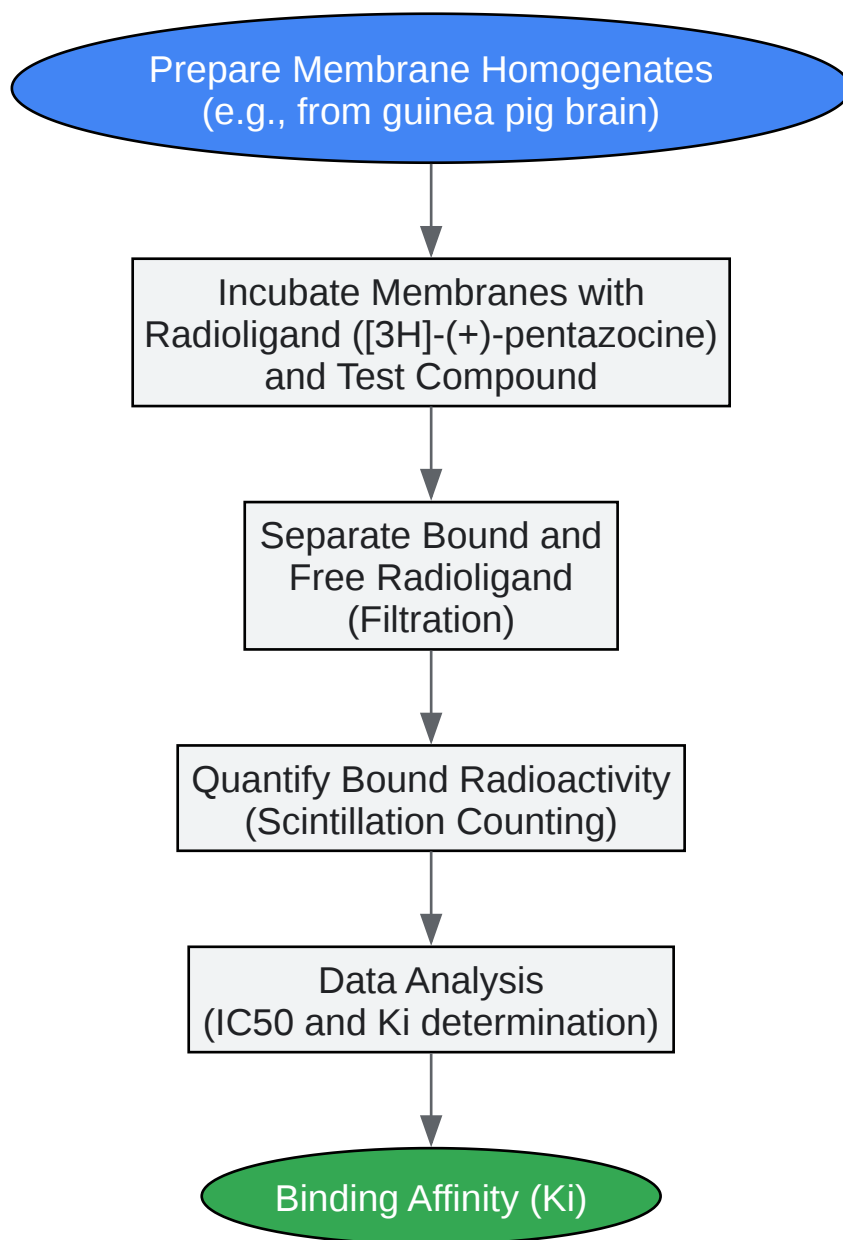 Prepare Membrane Homogenates
(e.g., from guinea pig brain)
Incubate Membranes with
Radioligand ([3H]-(+)-pentazocine)
and Test Compound
Separate Bound and
Free Radioligand
(Filtration)
Quantify Bound Radioactivity
(Scintillation Counting)
Data Analysis
(IC50 and Ki determination)
Binding Affinity (Ki)